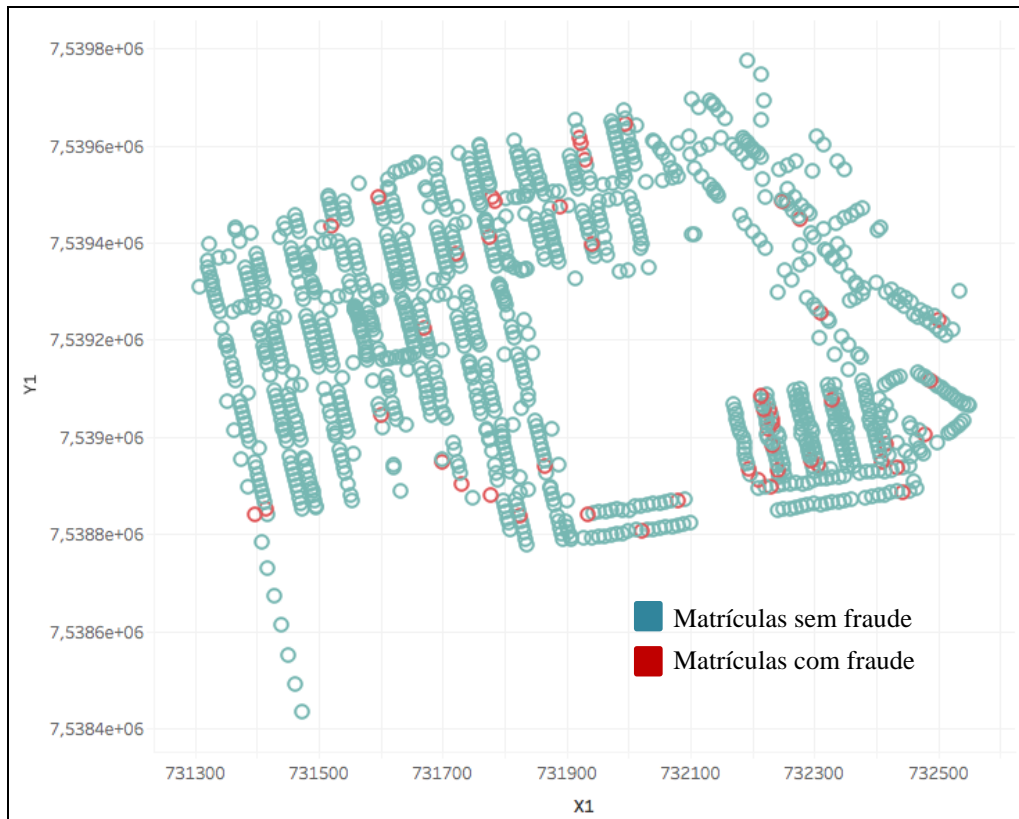 7,5398e+06
7,5396e+06
7,5394e+06
7,5392e+06
7,539e+06
7,5388e+06
7,5386e+06
7,5384e+06
Y1
Matrículas sem fraude
Matrículas com fraude
731300
731500
731700
731900
732100
732300
732500
X1